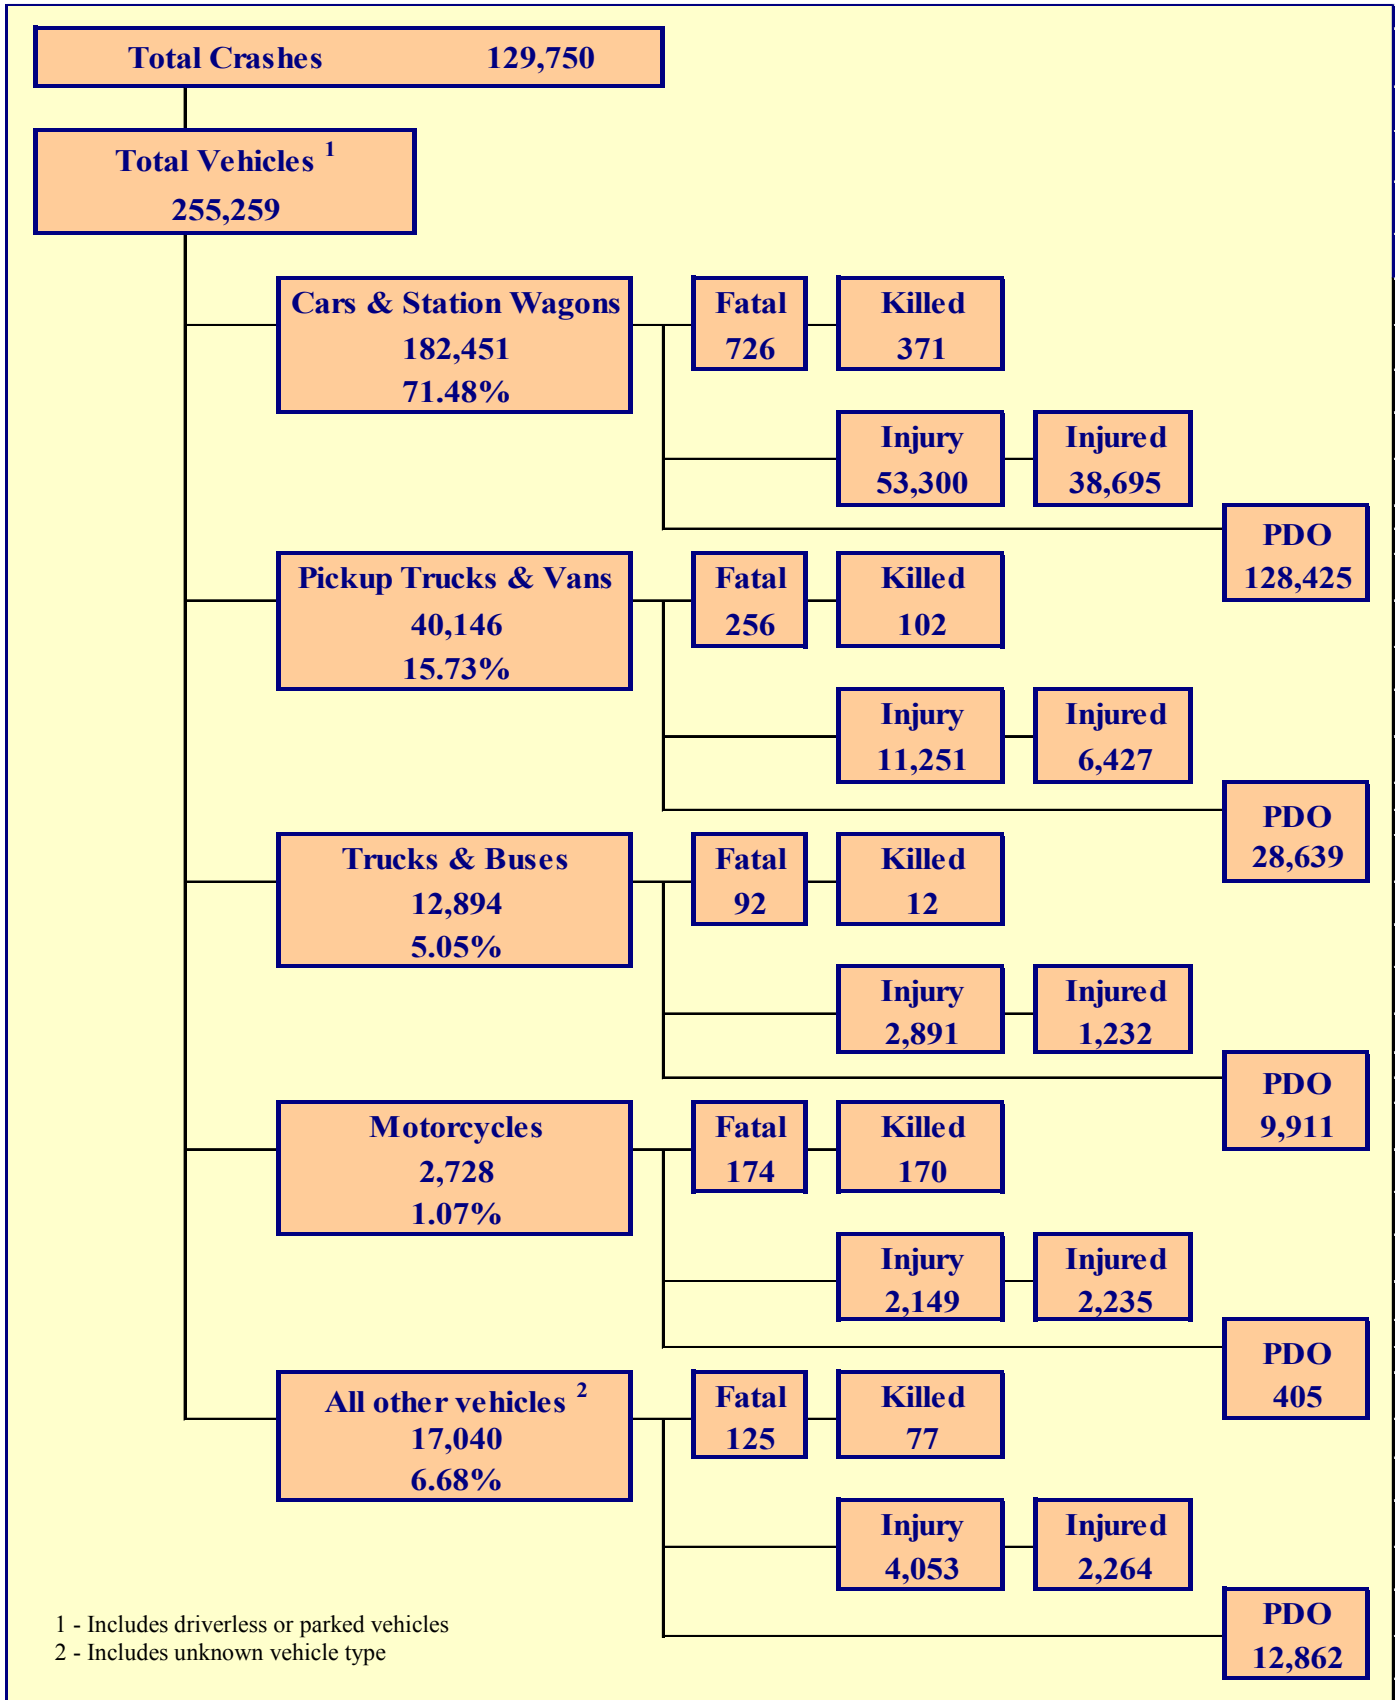 Total Crashes 129,750
Total Vehicles 1
255,259
Cars & Station Wagons
182,451
71.48%
Fatal
726
Killed
371
Injury
53,300
Injured
38,695
PDO
128,425
Pickup Trucks & Vans
40,146
15.73%
Fatal
256
Killed
102
Injury
11,251
Injured
6,427
PDO
28,639
Trucks & Buses
12,894
5.05%
Fatal
92
Killed
12
Injury
2,891
Injured
1,232
PDO
9,911
Motorcycles
2,728
1.07%
Fatal
174
Killed
170
Injury
2,149
Injured
2,235
PDO
405
All other vehicles 2
17,040
6.68%
Fatal
125
Killed
77
Injury
4,053
Injured
2,264
PDO
12,862
1 - Includes driverless or parked vehicles
2 - Includes unknown vehicle type